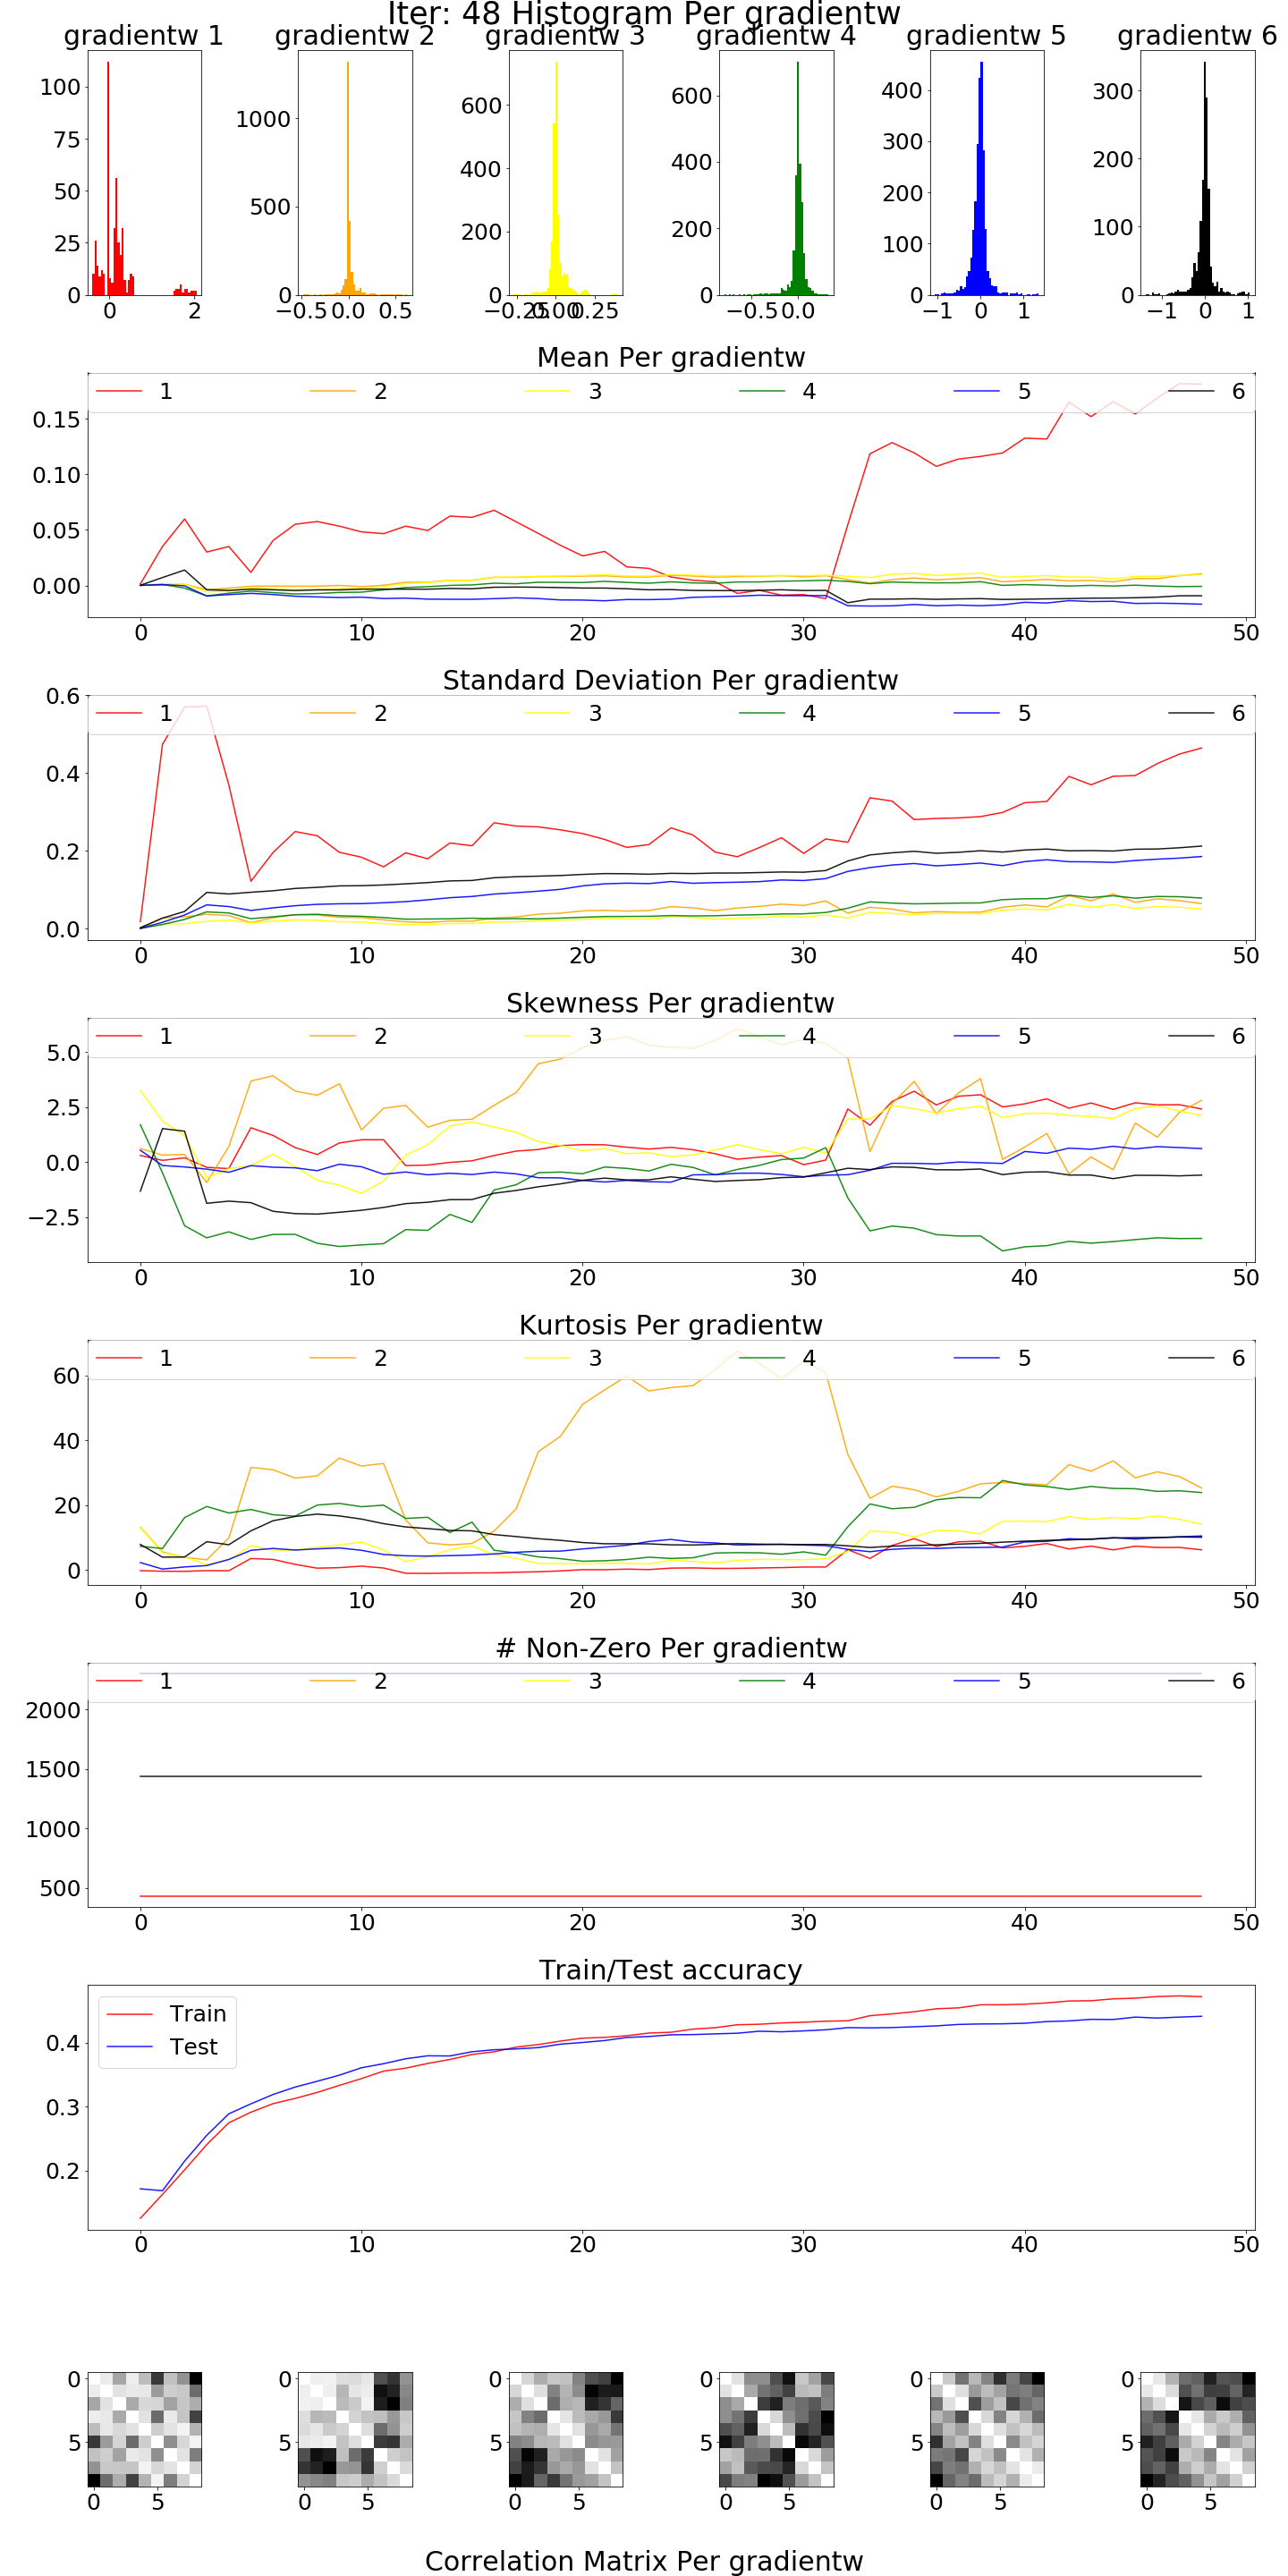 Iter: 48 Histogram Per gradientw
gradientw 1 gradientw 2 gradientw 3 gradientw 4 gradientw 5 gradientw 6
100
75
50
25
0
0 2
1000
500
0
−0.5 0.0 0.5
600
400
200
0
−0.25 0.00 0.25
600
400
200
0
−0.5 0.0
400
300
200
100
0
−1 0 1
300
200
100
0
−1 0 1
Mean Per gradientw
1 2 3 4 5 6
0.15
0.10
0.05
0.00
0 10 20 30 40 50
Standard Deviation Per gradientw
1 2 3 4 5 6
0.6
0.4
0.2
0.0
0 10 20 30 40 50
Skewness Per gradientw
1 2 3 4 5 6
5.0
2.5
0.0
−2.5
0 10 20 30 40 50
Kurtosis Per gradientw
1 2 3 4 5 6
60
40
20
0
0 10 20 30 40 50
# Non-Zero Per gradientw
1 2 3 4 5 6
2000
1500
1000
500
0 10 20 30 40 50
Train/Test accuracy
Train
Test
0.4
0.3
0.2
0 10 20 30 40 50
0
5
0 5
0
5
0 5
0
5
0 5
0
5
0 5
0
5
0 5
0
5
0 5
Correlation Matrix Per gradientw